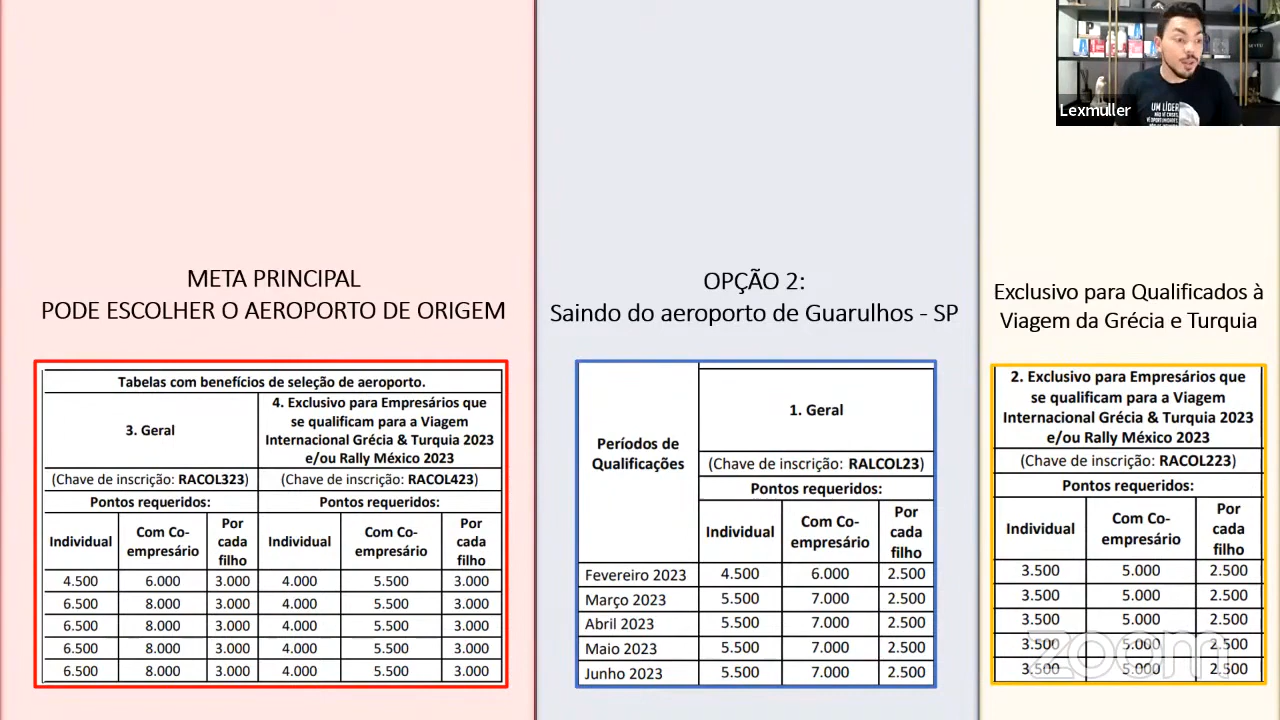 Lexmuller
UM LÍDER
META PRINCIPAL
PODE ESCOLHER O AEROPORTO DE ORIGEM
Tabelas com benefícios de seleção de aeroporto.
3. Geral
4. Exclusivo para Empresários que
se qualificam para a Viagem
Internacional Grécia & Turquia 2023
e/ou Rally México 2023
(Chave de inscrição: RACOL323) (Chave de inscrição: RACOL423)
Pontos requeridos: Pontos requeridos:
Individual Com Co-empresário Por cada filho Individual Com Co-empresário Por cada filho
4.500 6.000 3.000 4.000 5.500 3.000
6.500 8.000 3.000 4.000 5.500 3.000
6.500 8.000 3.000 4.000 5.500 3.000
6.500 8.000 3.000 4.000 5.500 3.000
6.500 8.000 3.000 4.000 5.500 3.000
OPÇÃO 2:
Saindo do aeroporto de Guarulhos - SP
Períodos de
Qualificações
1. Geral
(Chave de inscrição: RALCOL23)
Pontos requeridos:
Individual Com Co-empresário Por cada filho
Fevereiro 2023 4.500 6.000 2.500
Março 2023 5.500 7.000 2.500
Abril 2023 5.500 7.000 2.500
Maio 2023 5.500 7.000 2.500
Junho 2023 5.500 7.000 2.500
Exclusivo para Qualificados à
Viagem da Grécia e Turquia
2. Exclusivo para Empresários que
se qualificam para a Viagem
Internacional Grécia & Turquia 2023
e/ou Rally México 2023
(Chave de inscrição: RACOL223)
Pontos requeridos:
Individual Com Co-empresário Por cada filho
3.500 5.000 2.500
3.500 5.000 2.500
3.500 5.000 2.500
3.500 5.000 2.500
3.500 5.000 2.500
zoom